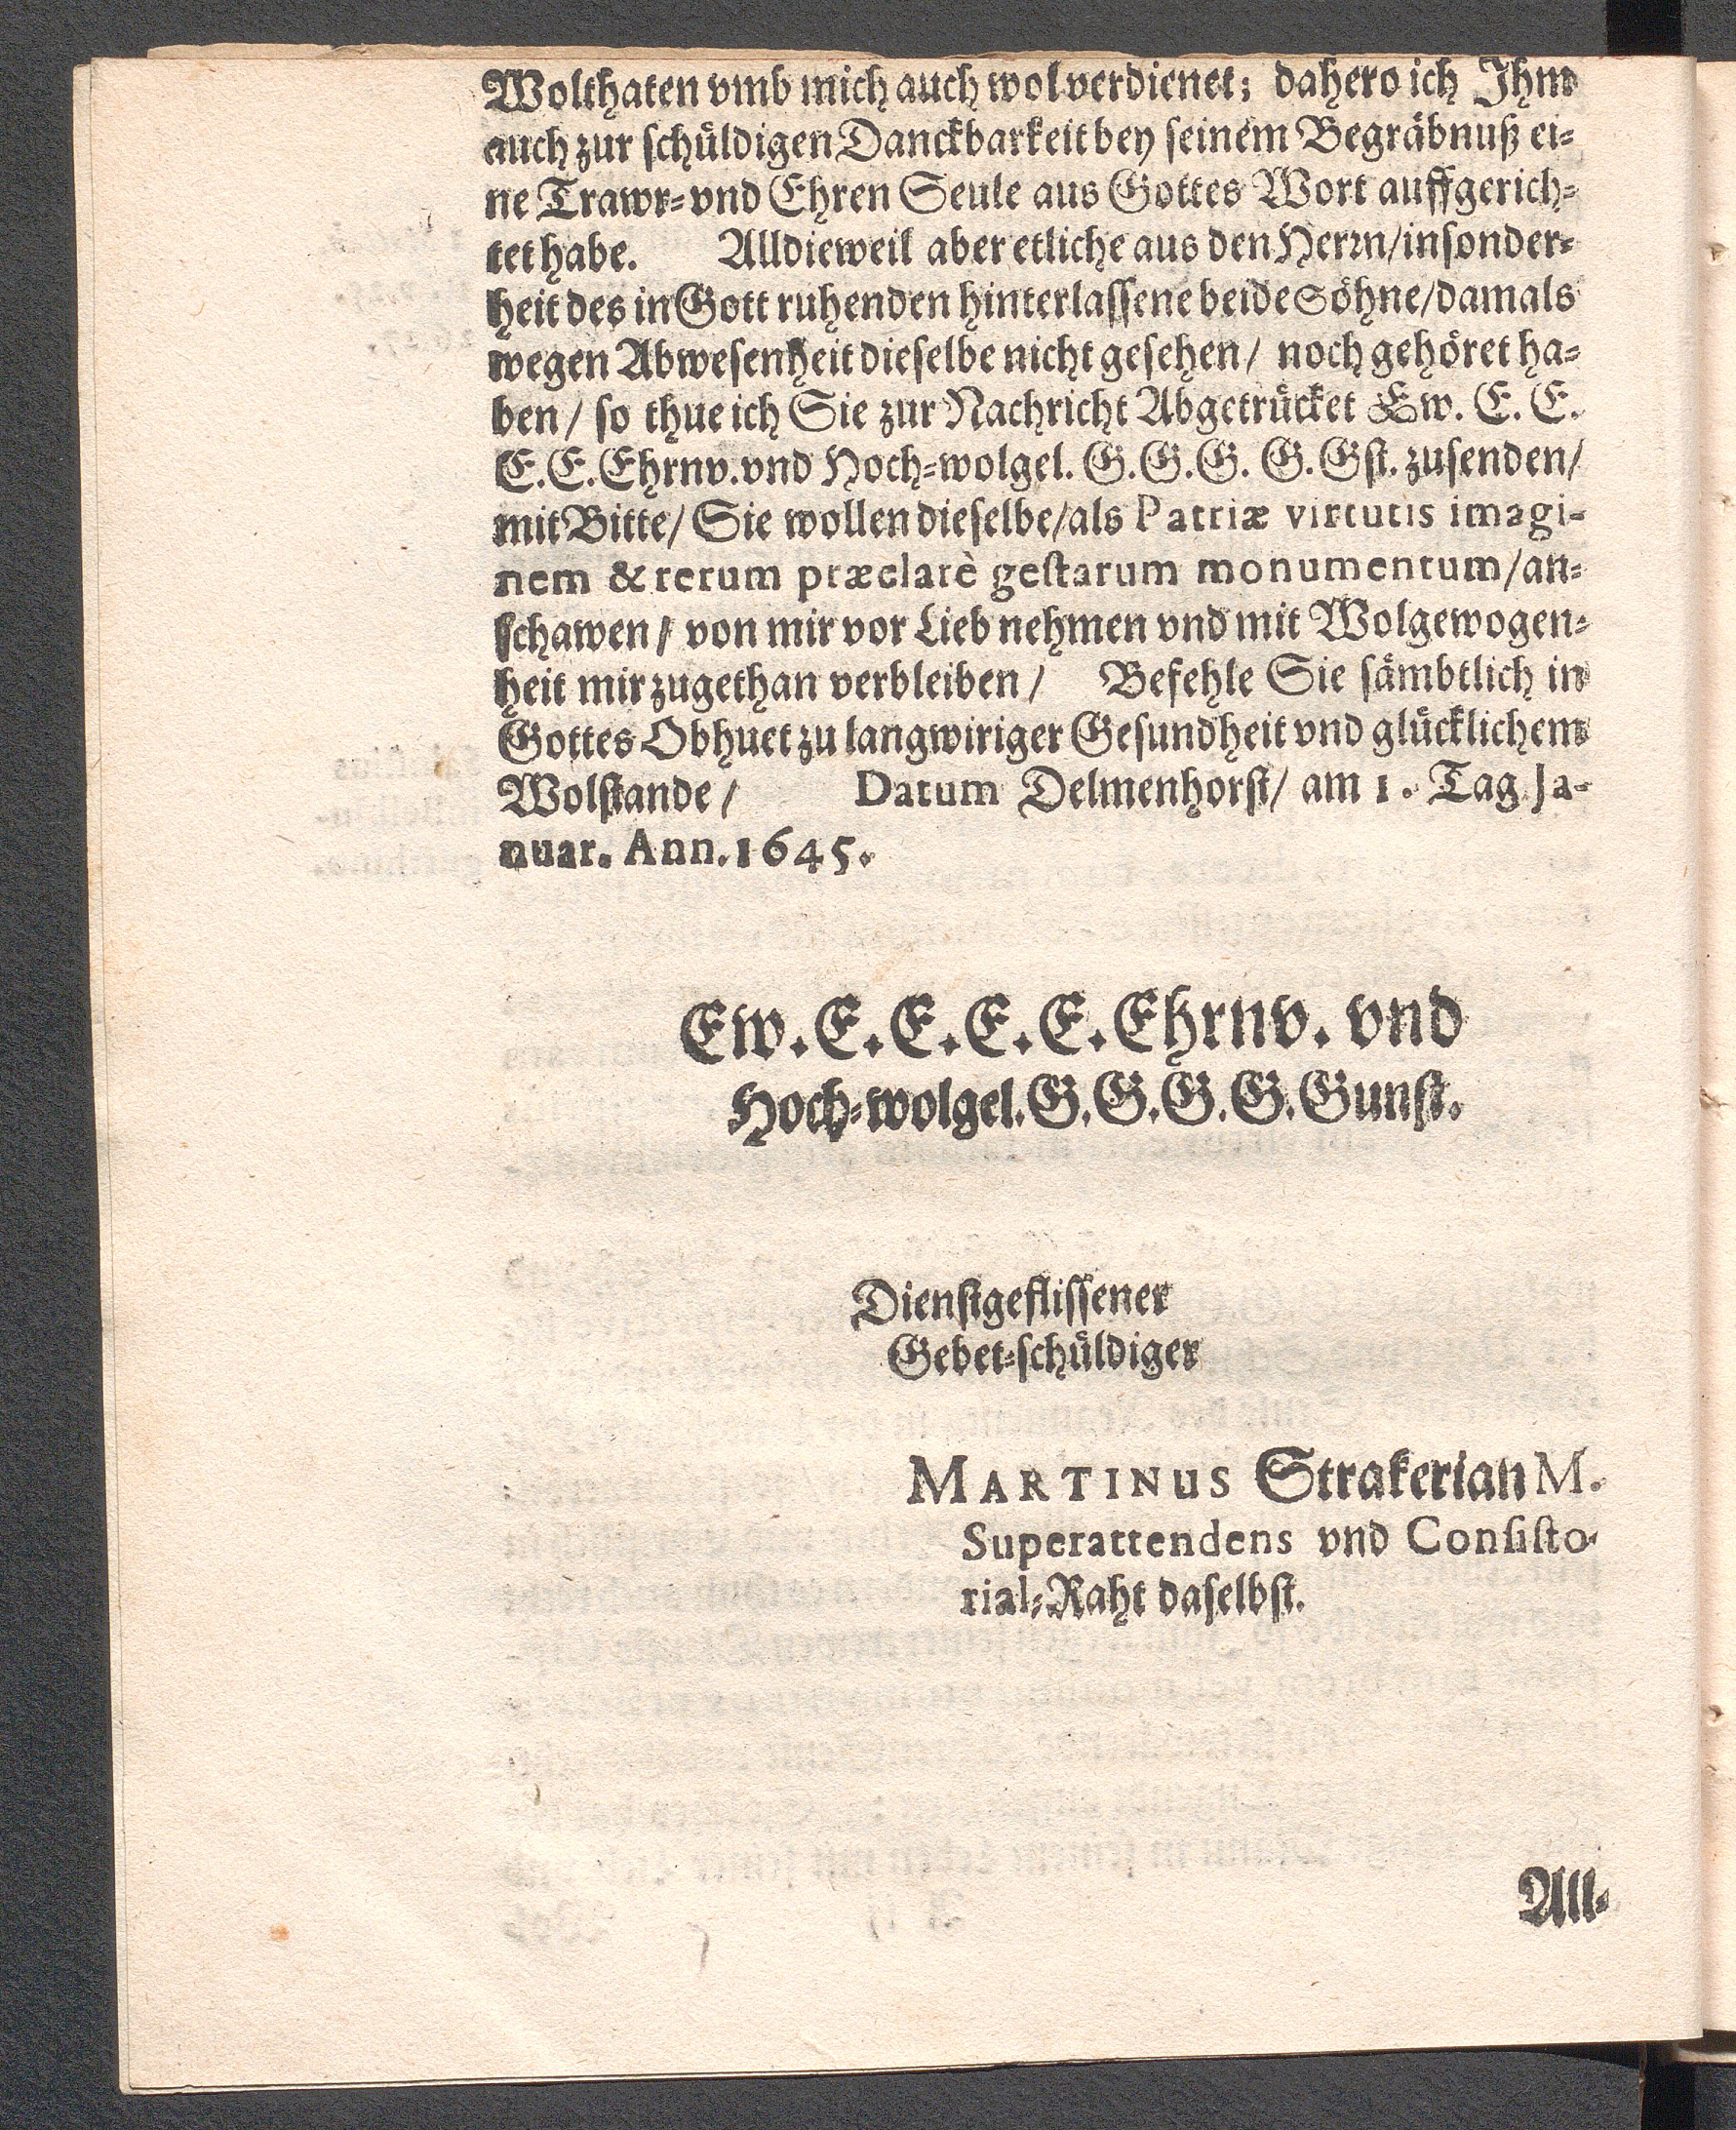 Wolthaten vmb mich auch wol verdienet; dahero ich Ihm
auch zur schůldigen Danckbarkeit bey seinem Begräbnuß ei-
ne Trawr- vnd Ehren Seule aus Gottes Wort auffgerich-
tet habe. Alldieweil aber etliche aus den Herrn/ insonder-
heit des in Gott ruhenden hinterlassene beide Söhne/ damals
wegen Abwesenheit dieselbe nicht gesehen/ noch gehöret ha-
ben/ so thue ich Sie zur Nachricht Abgetrůcket Ew. E. E.
E. E. Ehrnv. vnd Hoch-wolgel. G. G. G. G. Gst. zusenden/
mit Bitte/ Sie wollen dieselbe/ als Patriæ virtutis imagi-
nem & rerum præclarè gestarum monumentum/ an-
schawen/ von mir vor Lieb nehmen vnd mit Wolgewogen-
heit mir zugethan verbleiben/ Befehle Sie sämbtlich in
Gottes Obhuet zu langwiriger Gesundheit vnd glůcklichem
Wolstande/ Datum Delmenhorst/ am 1. Tag Ja-
nuar. Ann. 1645.
Ew. E. E. E. E. Ehrnv. vnd
Hoch-wolgel. G. G. G. G. Gunst.
Dienstgeflissener
Gebet-schůldiger
MARTINUS Strakerian M.
Superattendens vnd Consisto-
rial-Raht daselbst.
All-